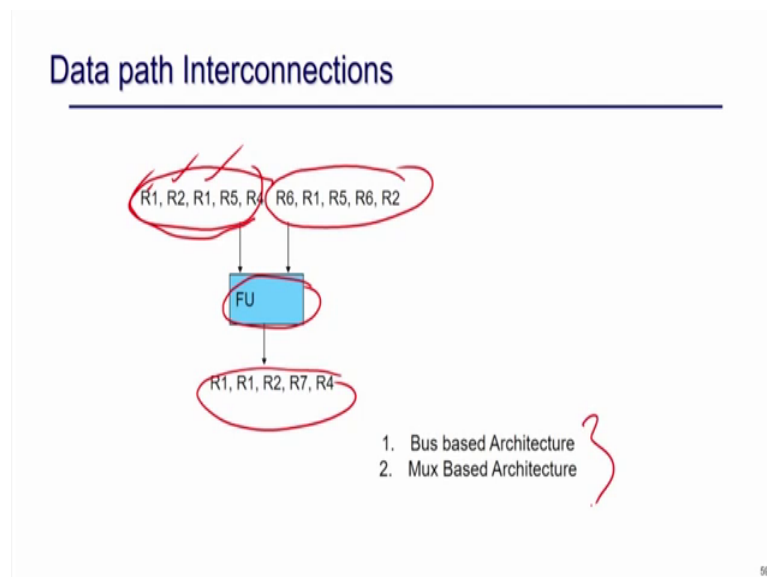 Data path Interconnections
R1, R2, R1, R5, R4 R6, R1, R5, R6, R2
FU
R1, R1, R2, R7, R4
1. Bus based Architecture
2. Mux Based Architecture